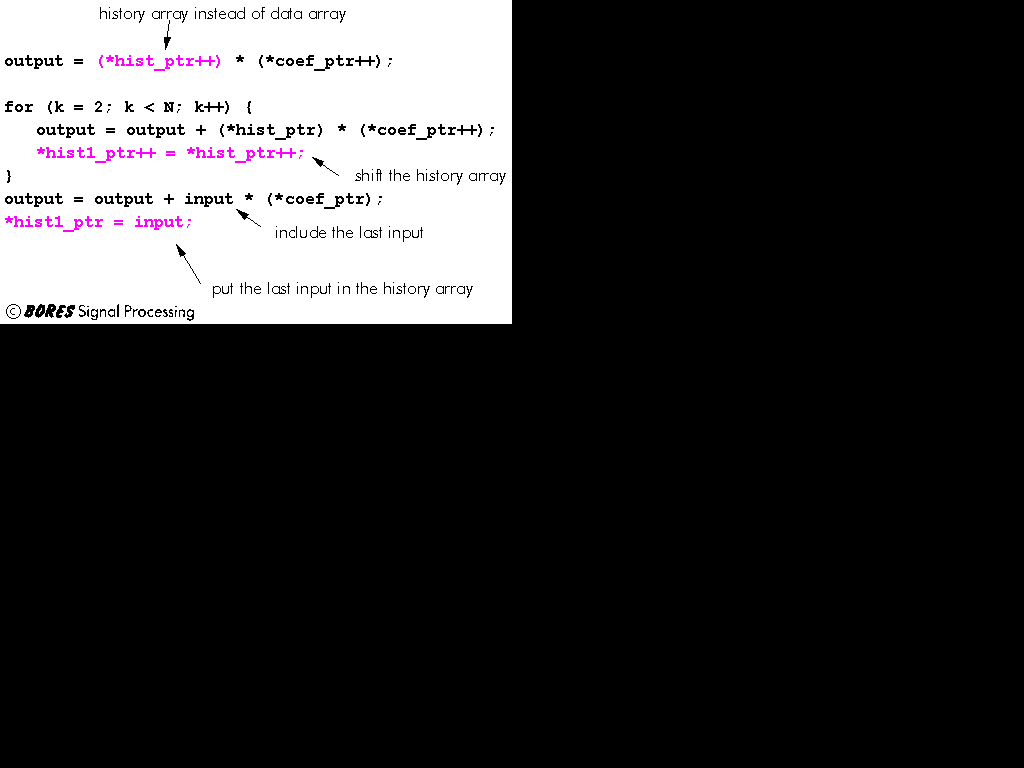 history array instead of data array
output = (*hist_ptr++) * (*coef_ptr++);
for (k = 2; k < N; k++) {
output = output + (*hist_ptr) * (*coef_ptr++);
*hist1_ptr++ = *hist_ptr++;
shift the history array
}
output = output + input * (*coef_ptr);
*hist1_ptr = input;
include the last input
put the last input in the history array
© BORES Signal Processing